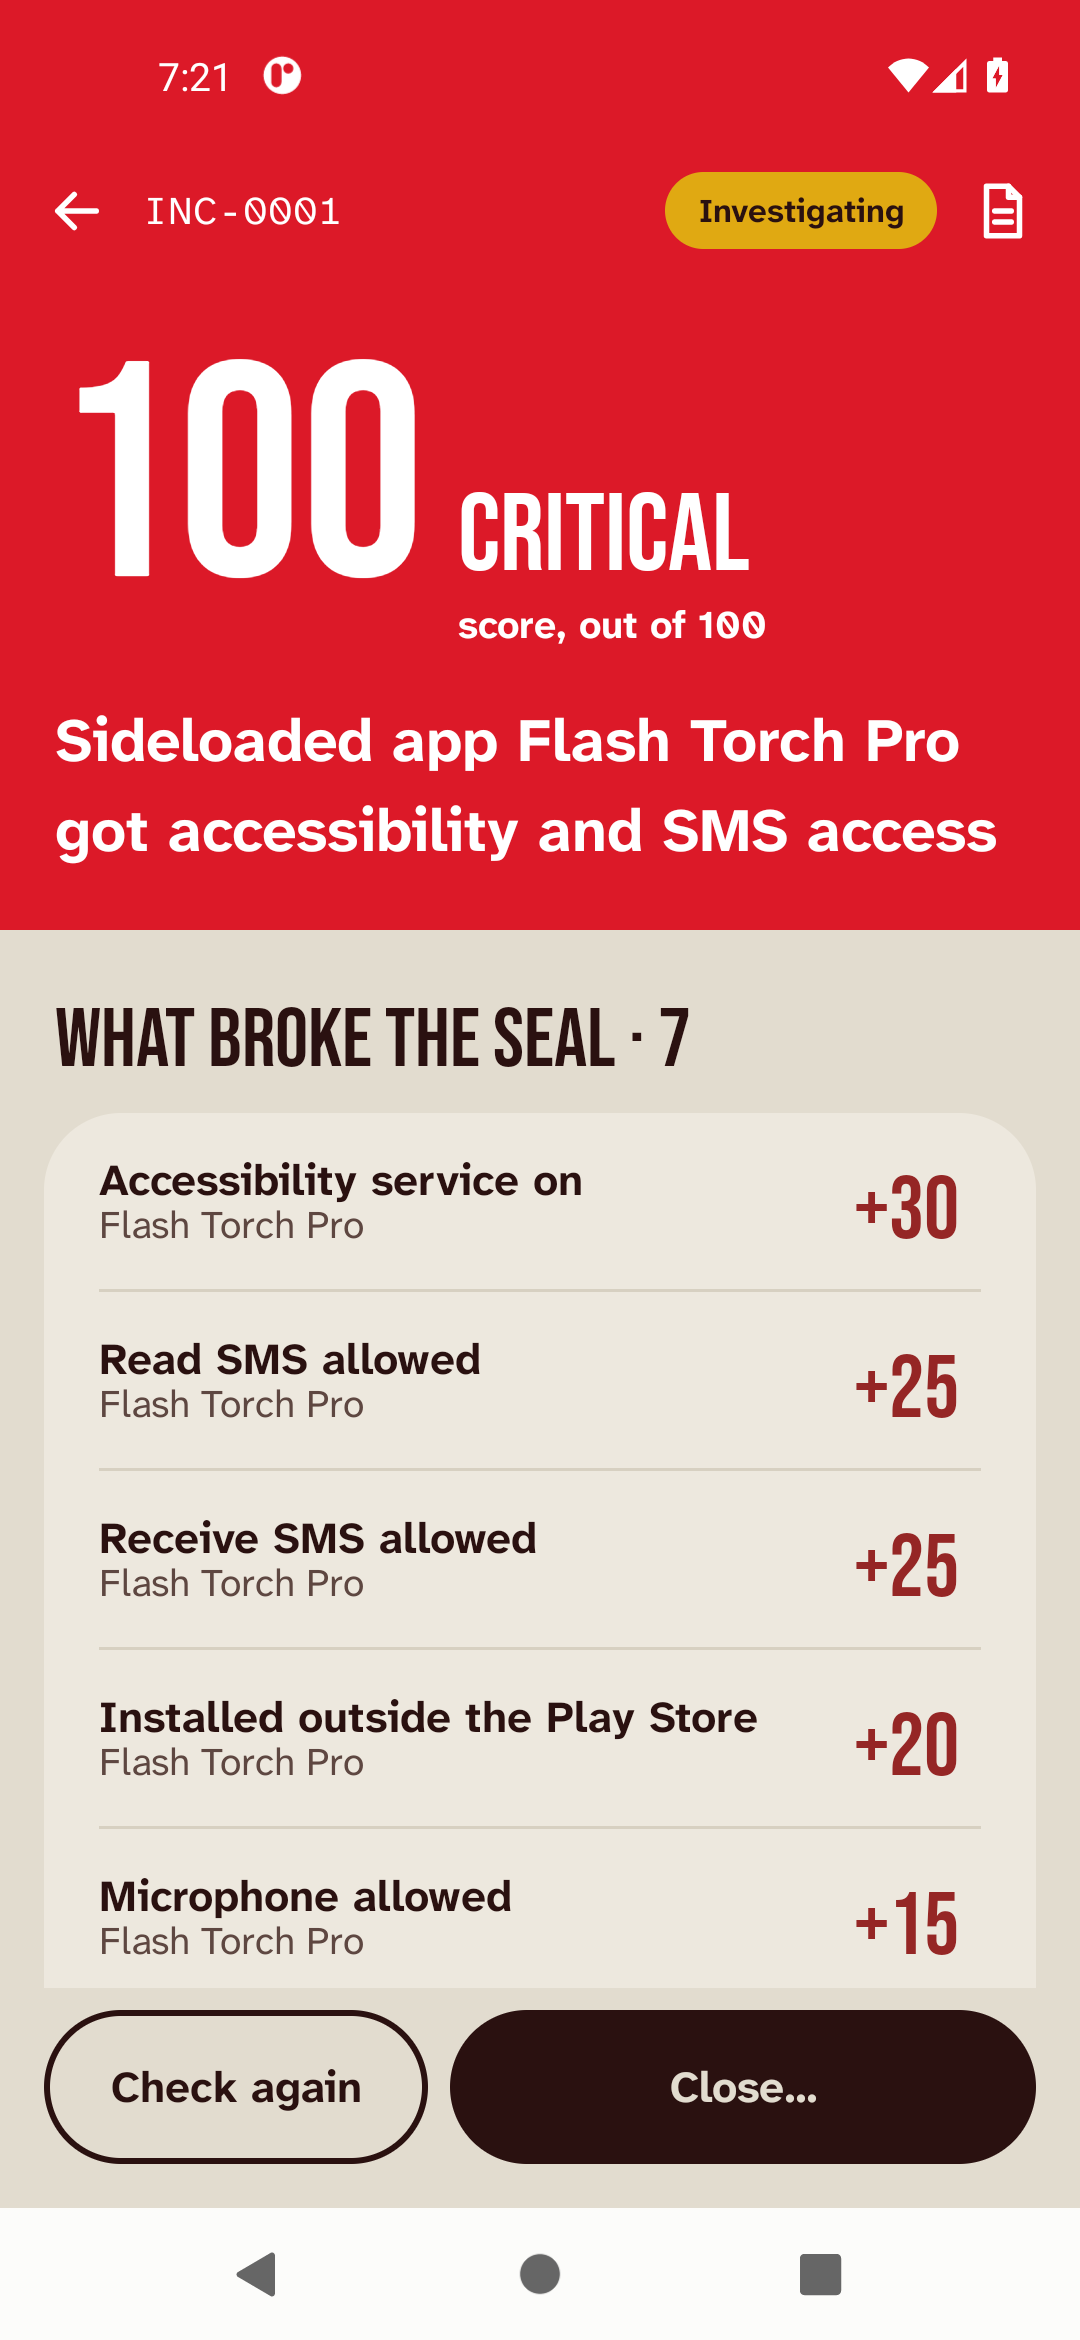 7:21
INC-0001
Investigating
100
CRITICAL
score, out of 100
Sideloaded app Flash Torch Pro
got accessibility and SMS access
WHAT BROKE THE SEAL · 7
Accessibility service on
Flash Torch Pro
+30
Read SMS allowed
Flash Torch Pro
+25
Receive SMS allowed
Flash Torch Pro
+25
Installed outside the Play Store
Flash Torch Pro
+20
Microphone allowed
Flash Torch Pro
+15
Check again
Close...